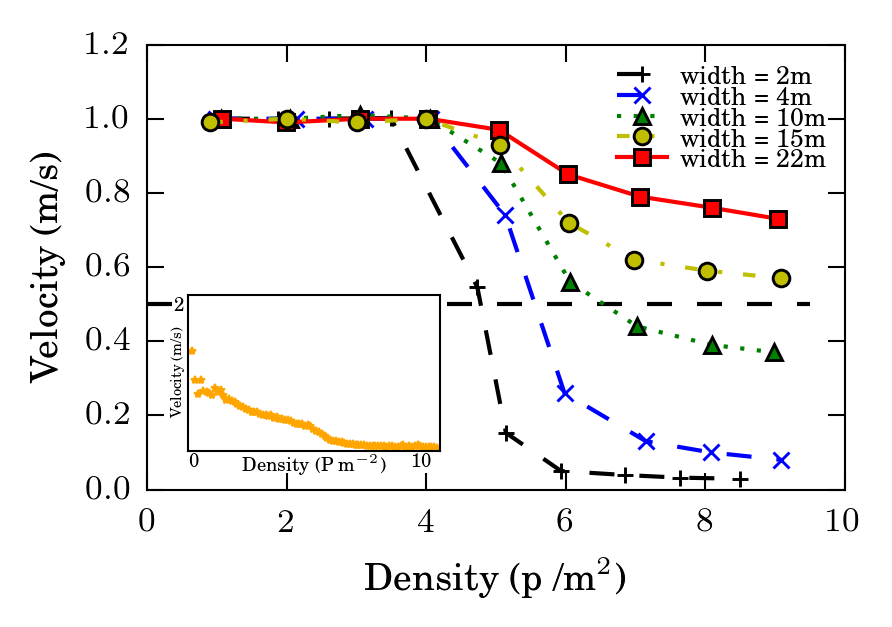 1.2
1.0
0.8
0.6
0.4
0.2
0.0
Velocity (m/s)
width = 2m
width = 4m
width = 10m
width = 15m
width = 22m
2
Velocity (m/s)
0 10
Density (P m⁻²)
0 2 4 6 8 10
Density (p /m²)